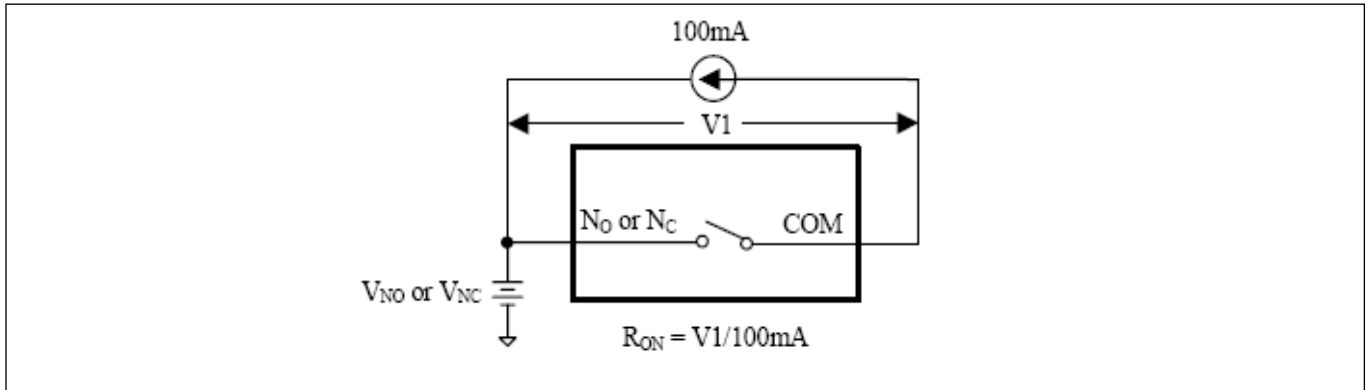 100mA
V1
NO or NC
COM
VNO or VNC
RON = V1/100mA